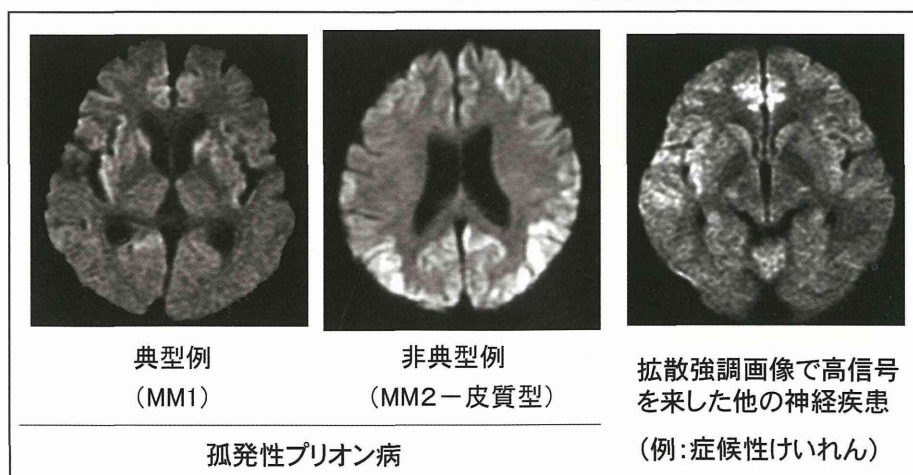 典型例
(MM1)
非典型例
(MM2－皮質型)
孤発性プリオン病
拡散強調画像で高信号
を来した他の神経疾患
(例:症候性けいれん)